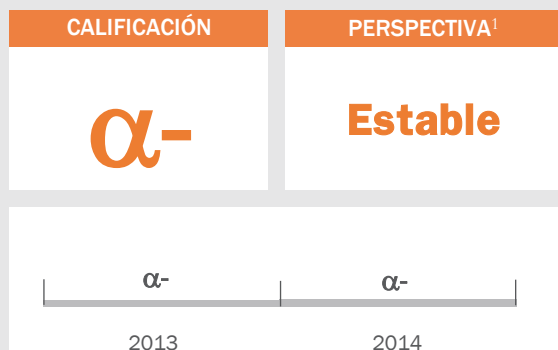 CALIFICACIÓN
PERSPECTIVA¹
α-
Estable
α- α-
2013 2014